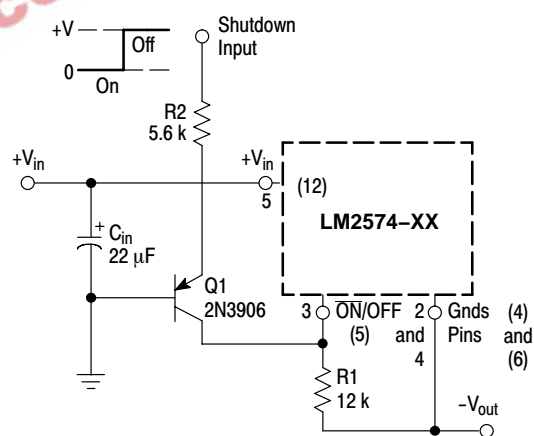 +V
Off
0
On
Shutdown
Input
R2
5.6 k
+Vin
+Vin
5
(12)
LM2574–XX
+
Cin
22 μF
Q1
2N3906
3
ON/OFF
(5)
2
and
4
Gnds
Pins
(4)
and
(6)
R1
12 k
–Vout